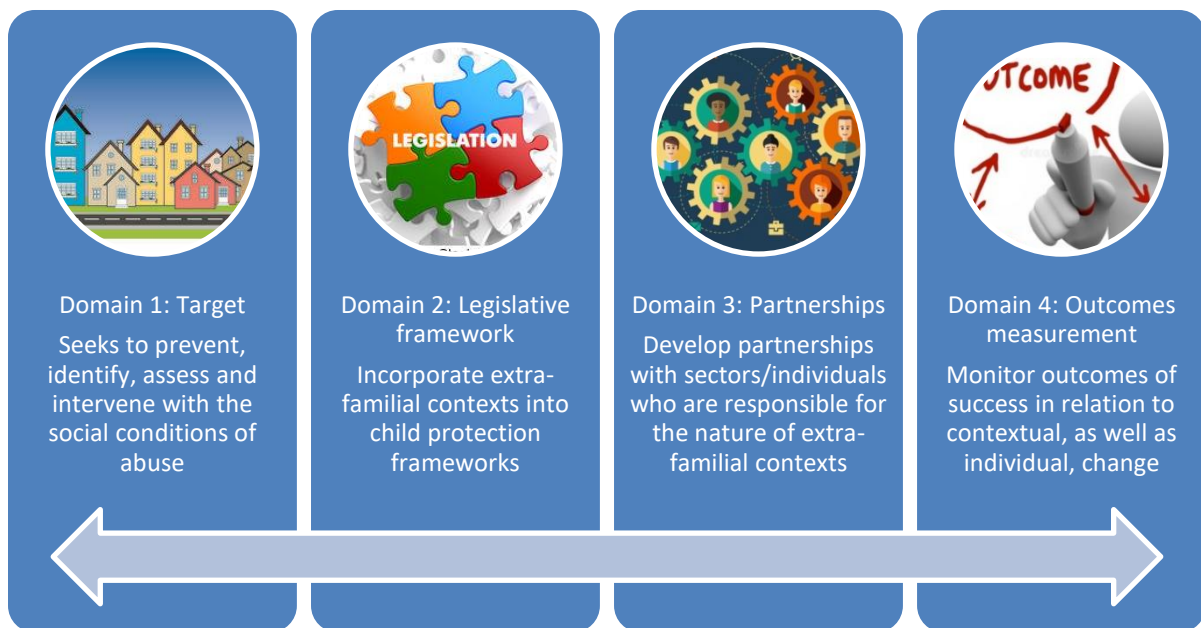 LEGISLATION
UTCOME
Domain 1: Target
Seeks to prevent,
identify, assess and
intervene with the
social conditions of
abuse
Domain 2: Legislative
framework
Incorporate extra-
familial contexts into
child protection
frameworks
Domain 3: Partnerships
Develop partnerships
with sectors/individuals
who are responsible for
the nature of extra-
familial contexts
Domain 4: Outcomes
measurement
Monitor outcomes of
success in relation to
contextual, as well as
individual, change